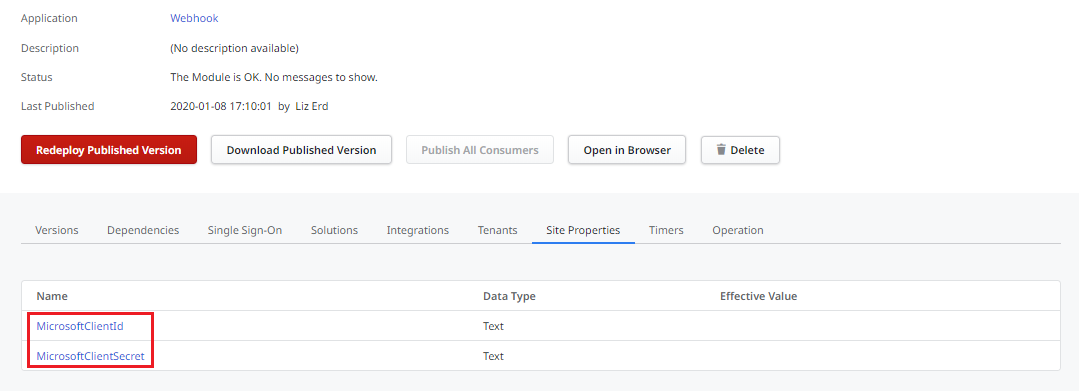 Application Webhook
Description (No description available)
Status The Module is OK. No messages to show.
Last Published 2020-01-08 17:10:01 by Liz Erd
Redeploy Published Version Download Published Version Publish All Consumers Open in Browser Delete
Versions Dependencies Single Sign-On Solutions Integrations Tenants Site Properties Timers Operation
Name Data Type Effective Value
MicrosoftClientId Text
MicrosoftClientSecret Text